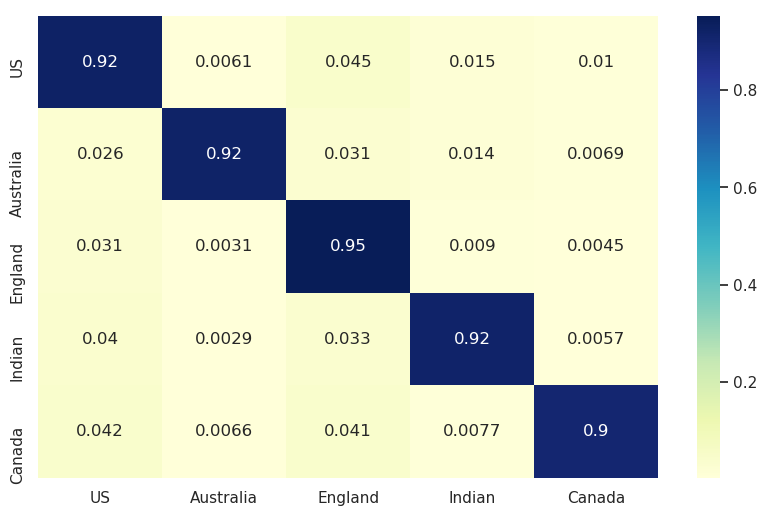 US 0.92 0.0061 0.045 0.015 0.01
Australia 0.026 0.92 0.031 0.014 0.0069
England 0.031 0.0031 0.95 0.009 0.0045
Indian 0.04 0.0029 0.033 0.92 0.0057
Canada 0.042 0.0066 0.041 0.0077 0.9
US Australia England Indian Canada
0.8
0.6
0.4
0.2